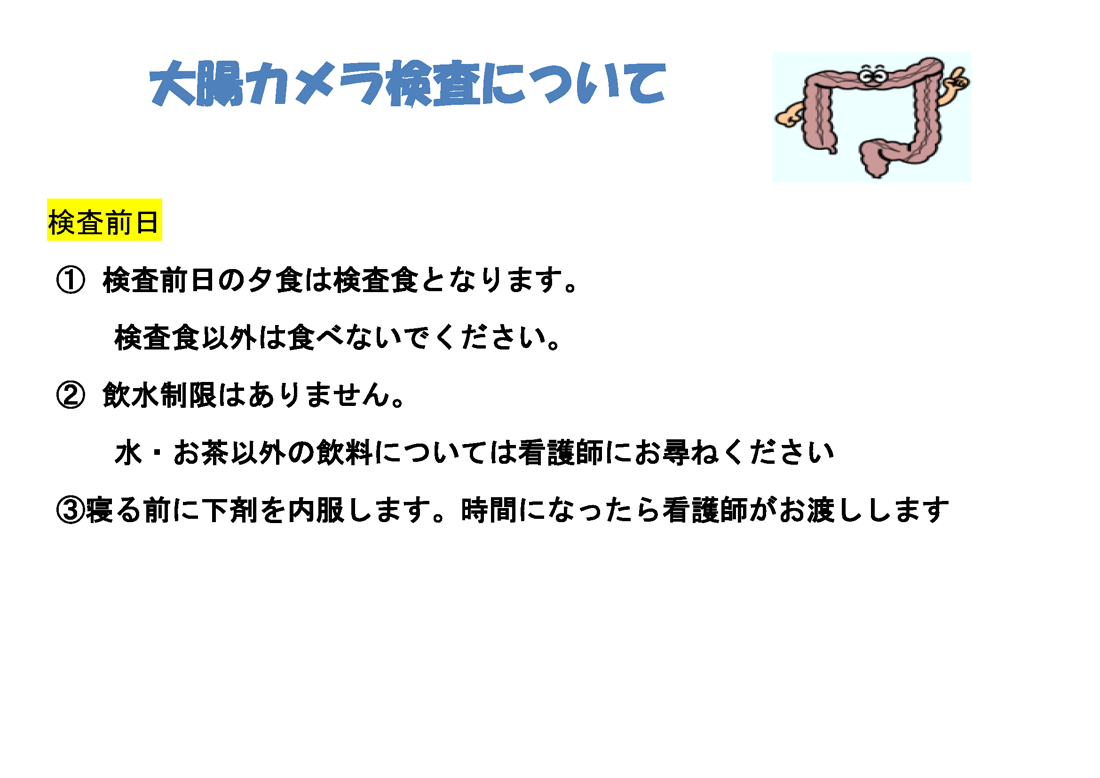 大腸カメラ検査について
検査前日
① 検査前日の夕食は検査食となります。
検査食以外は食べないでください。
② 飲水制限はありません。
水・お茶以外の飲料については看護師にお尋ねください
③寝る前に下剤を内服します。時間になったら看護師がお渡しします